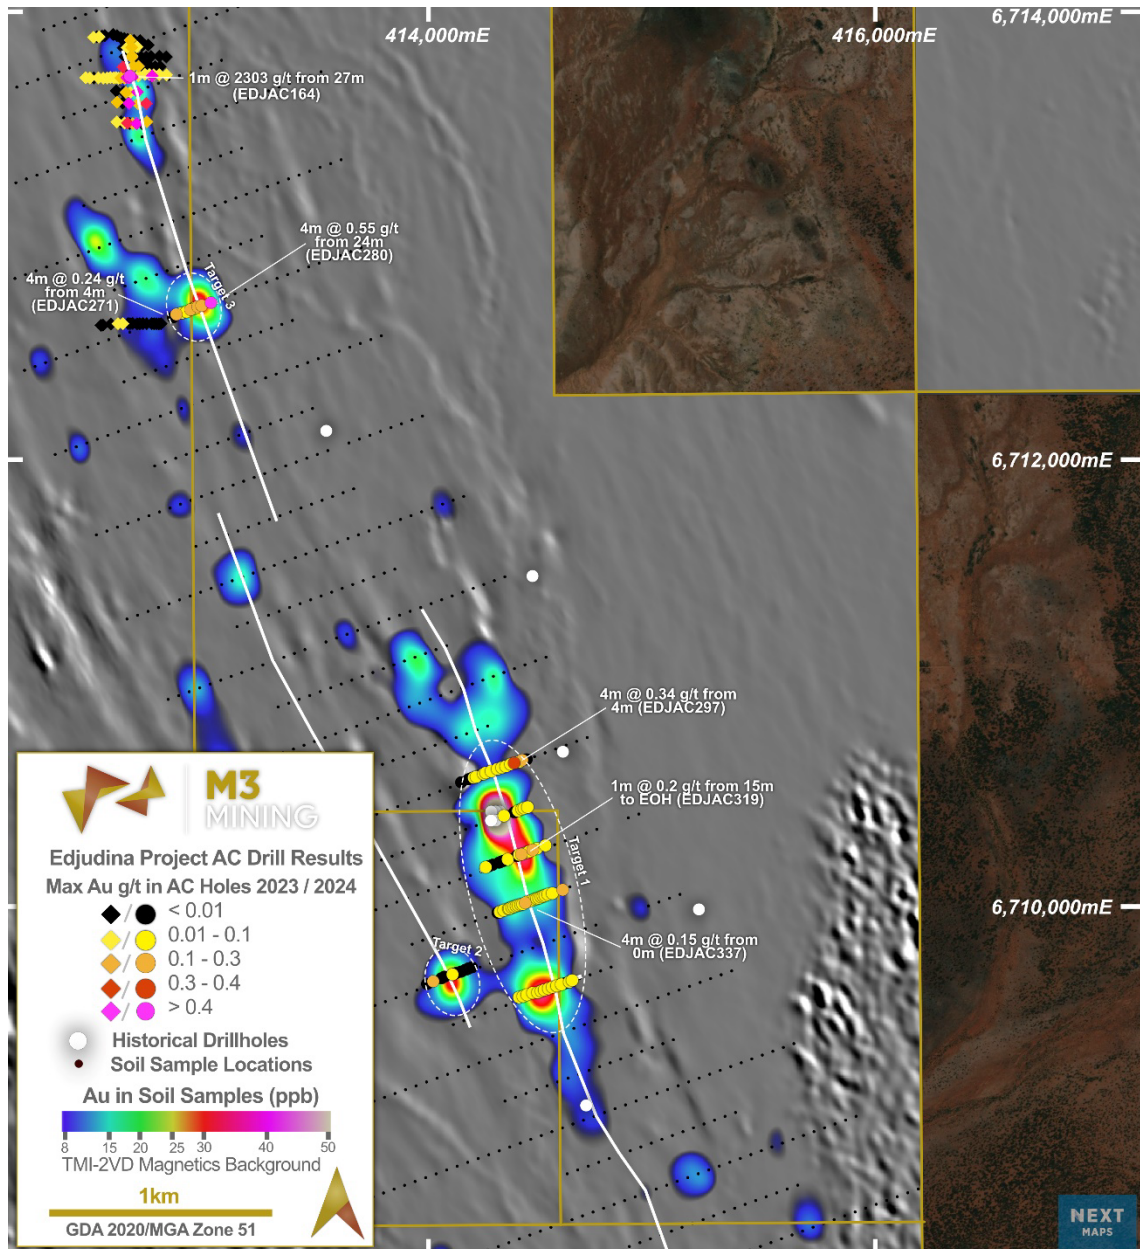 6,714,000mE
414,000mE
416,000mE
1m @ 2303 g/t from 27m
(EDJAC164)
4m @ 0.55 g/t
from 24m
(EDJAC280)
4m @ 0.24 g/t
from 4m
(EDJAC271)
Target 3
6,712,000mE
4m @ 0.34 g/t from
4m (EDJAC297)
1m @ 0.2 g/t from 15m
to EOH (EDJAC319)
Target 1
6,710,000mE
4m @ 0.15 g/t from
0m (EDJAC337)
Target 2
M3
MINING
Edjudina Project AC Drill Results
Max Au g/t in AC Holes 2023 / 2024
/ < 0.01
/ 0.01 - 0.1
/ 0.1 - 0.3
/ 0.3 - 0.4
/ > 0.4
Historical Drillholes
Soil Sample Locations
Au in Soil Samples (ppb)
8 15 20 25 30 40 50
TMI-2VD Magnetics Background
1km
GDA 2020/MGA Zone 51
NEXT
MAPS